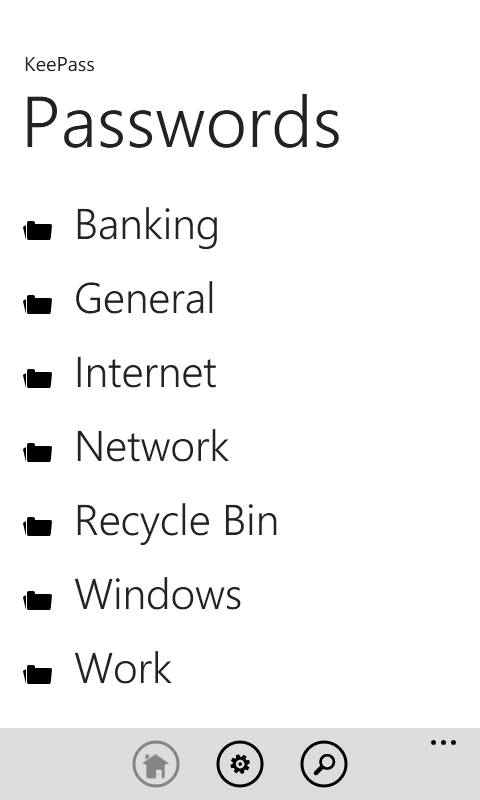 KeePass
Passwords
Banking
General
Internet
Network
Recycle Bin
Windows
Work